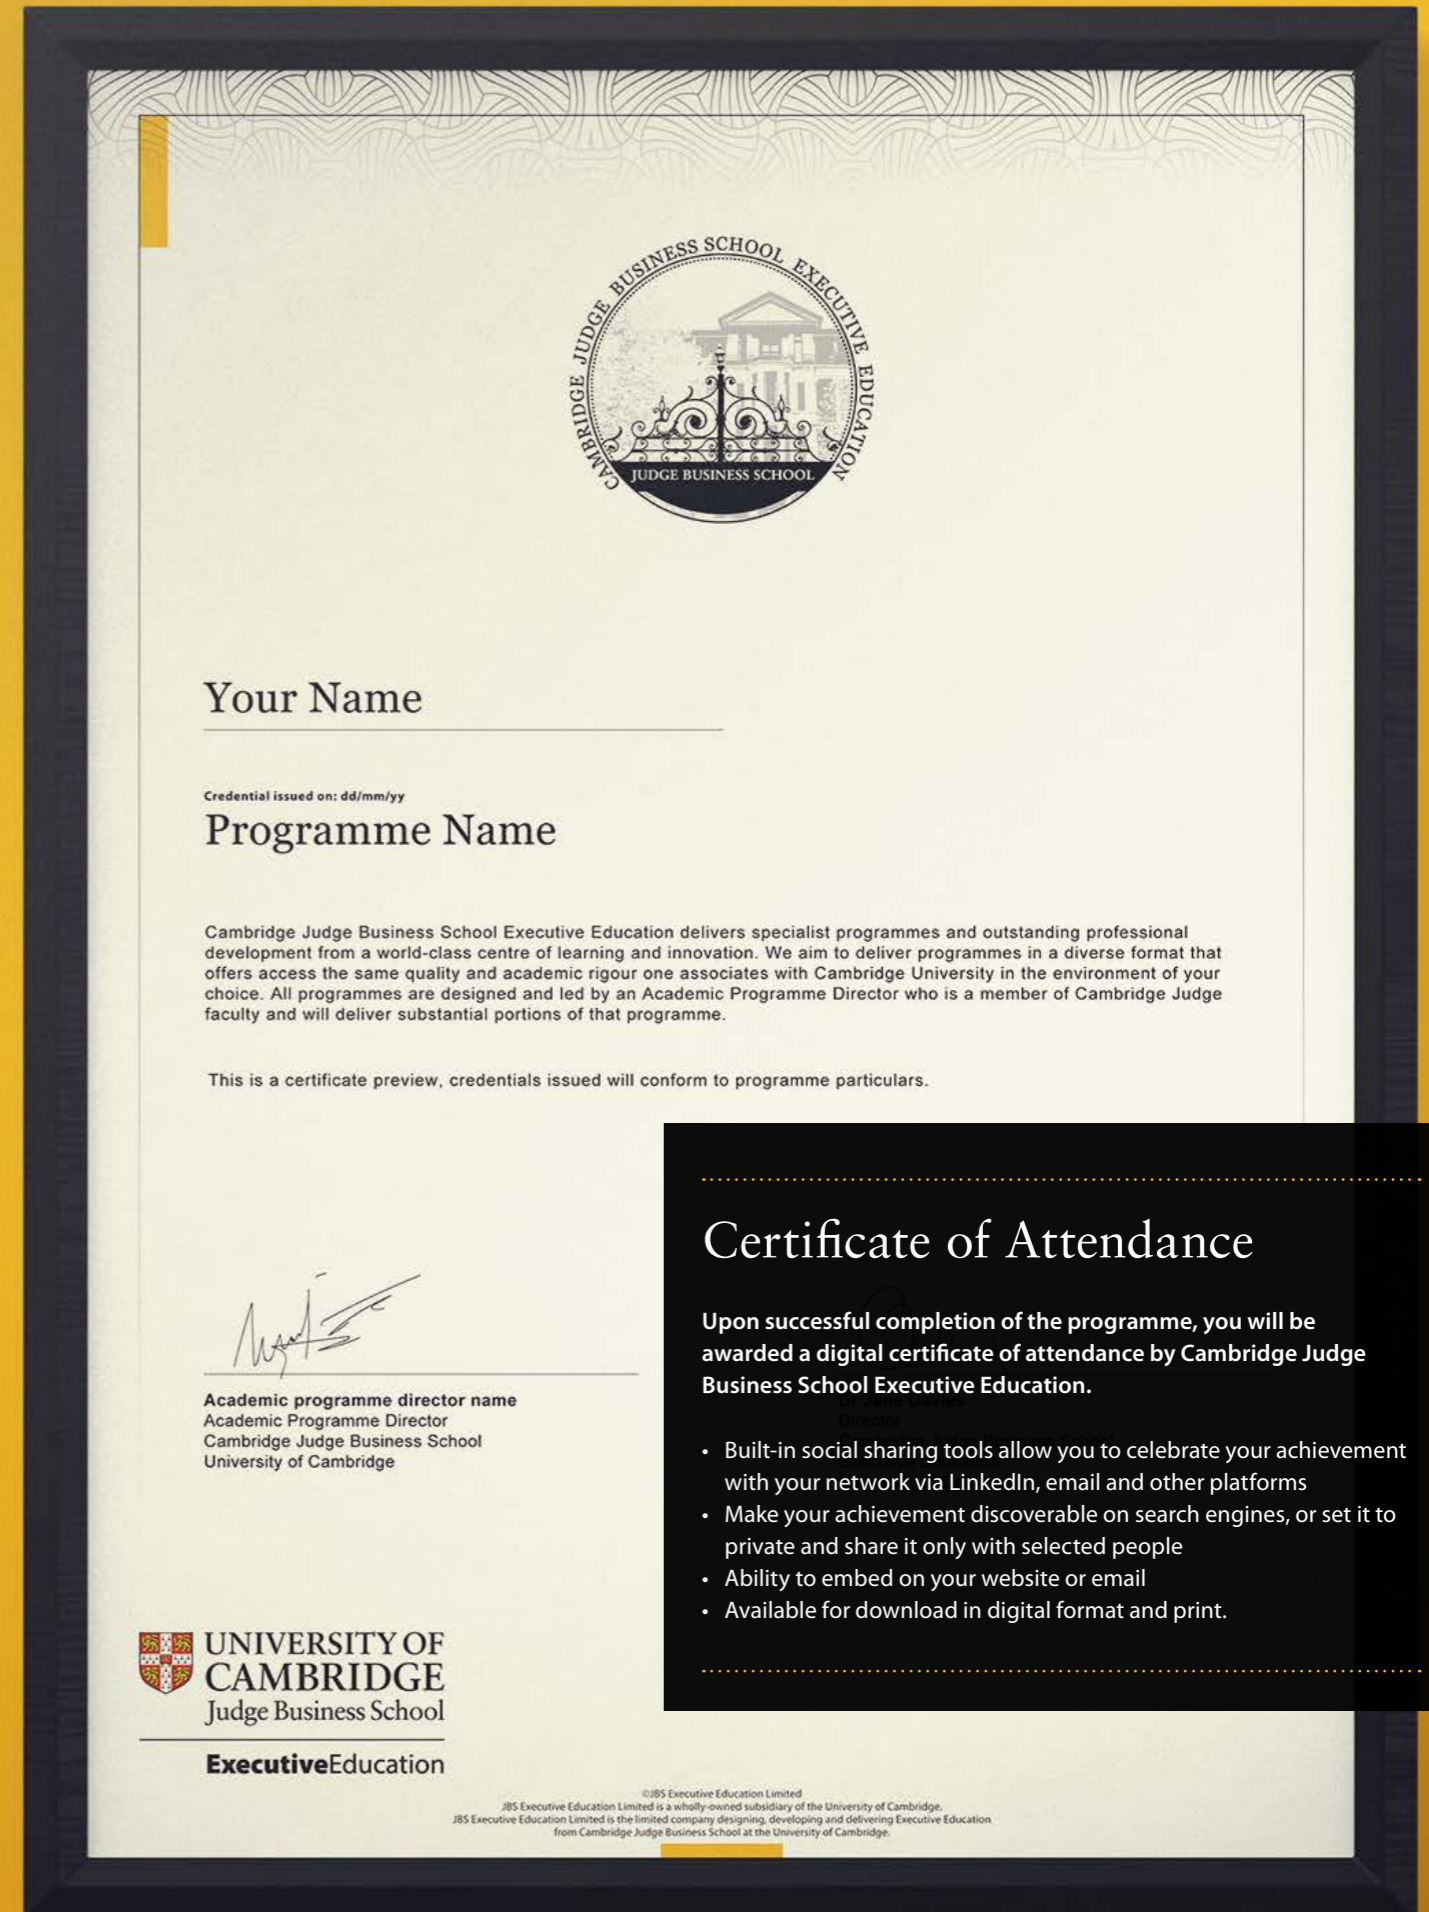 CAMBRIDGE JUDGE BUSINESS SCHOOL EXECUTIVE EDUCATION
JUDGE BUSINESS SCHOOL
Your Name
Credential issued on: dd/mm/yy
Programme Name
Cambridge Judge Business School Executive Education delivers specialist programmes and outstanding professional
development from a world-class centre of learning and innovation. We aim to deliver programmes in a diverse format that
offers access the same quality and academic rigour one associates with Cambridge University in the environment of your
choice. All programmes are designed and led by an Academic Programme Director who is a member of Cambridge Judge
faculty and will deliver substantial portions of that programme.
This is a certificate preview, credentials issued will conform to programme particulars.
Academic programme director name
Academic Programme Director
Cambridge Judge Business School
University of Cambridge
Certificate of Attendance
Upon successful completion of the programme, you will be
awarded a digital certificate of attendance by Cambridge Judge
Business School Executive Education.
• Built-in social sharing tools allow you to celebrate your achievement
with your network via LinkedIn, email and other platforms
• Make your achievement discoverable on search engines, or set it to
private and share it only with selected people
• Ability to embed on your website or email
• Available for download in digital format and print.
Dr Jane Davies
Director
UNIVERSITY OF
CAMBRIDGE
Judge Business School
ExecutiveEducation
©JBS Executive Education Limited
JBS Executive Education Limited is a wholly-owned subsidiary of the University of Cambridge.
JBS Executive Education Limited is the limited company designing, developing and delivering Executive Education
from Cambridge Judge Business School at the University of Cambridge.